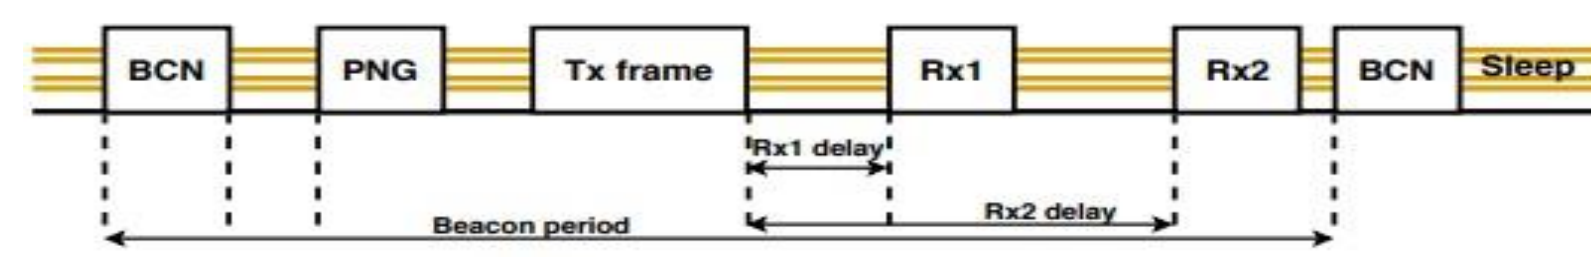 BCN PNG Tx frame Rx1 Rx2 BCN Sleep
Rx1 delay
Rx2 delay
Beacon period